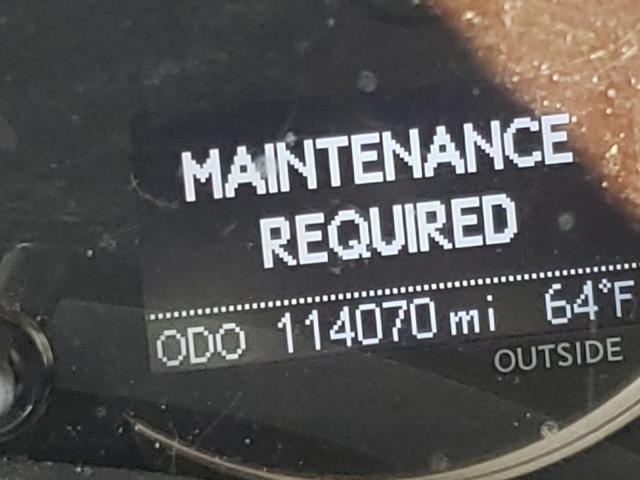 MAINTENANCE
REQUIRED
ODO 114070 mi 64°F
OUTSIDE